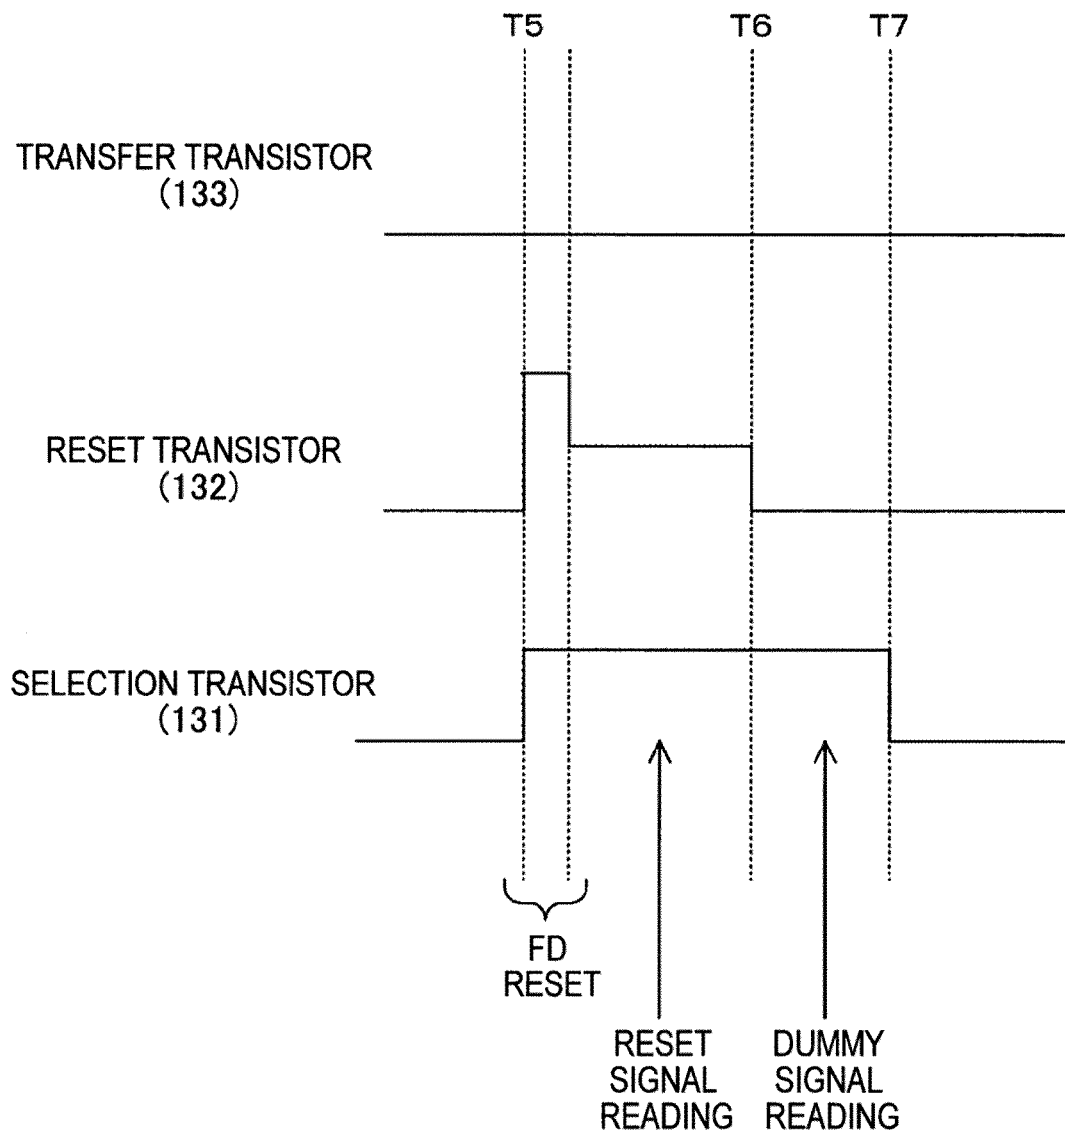 T5 T6 T7
TRANSFER TRANSISTOR
(133)
RESET TRANSISTOR
(132)
SELECTION TRANSISTOR
(131)
FD
RESET
RESET
SIGNAL
READING
DUMMY
SIGNAL
READING